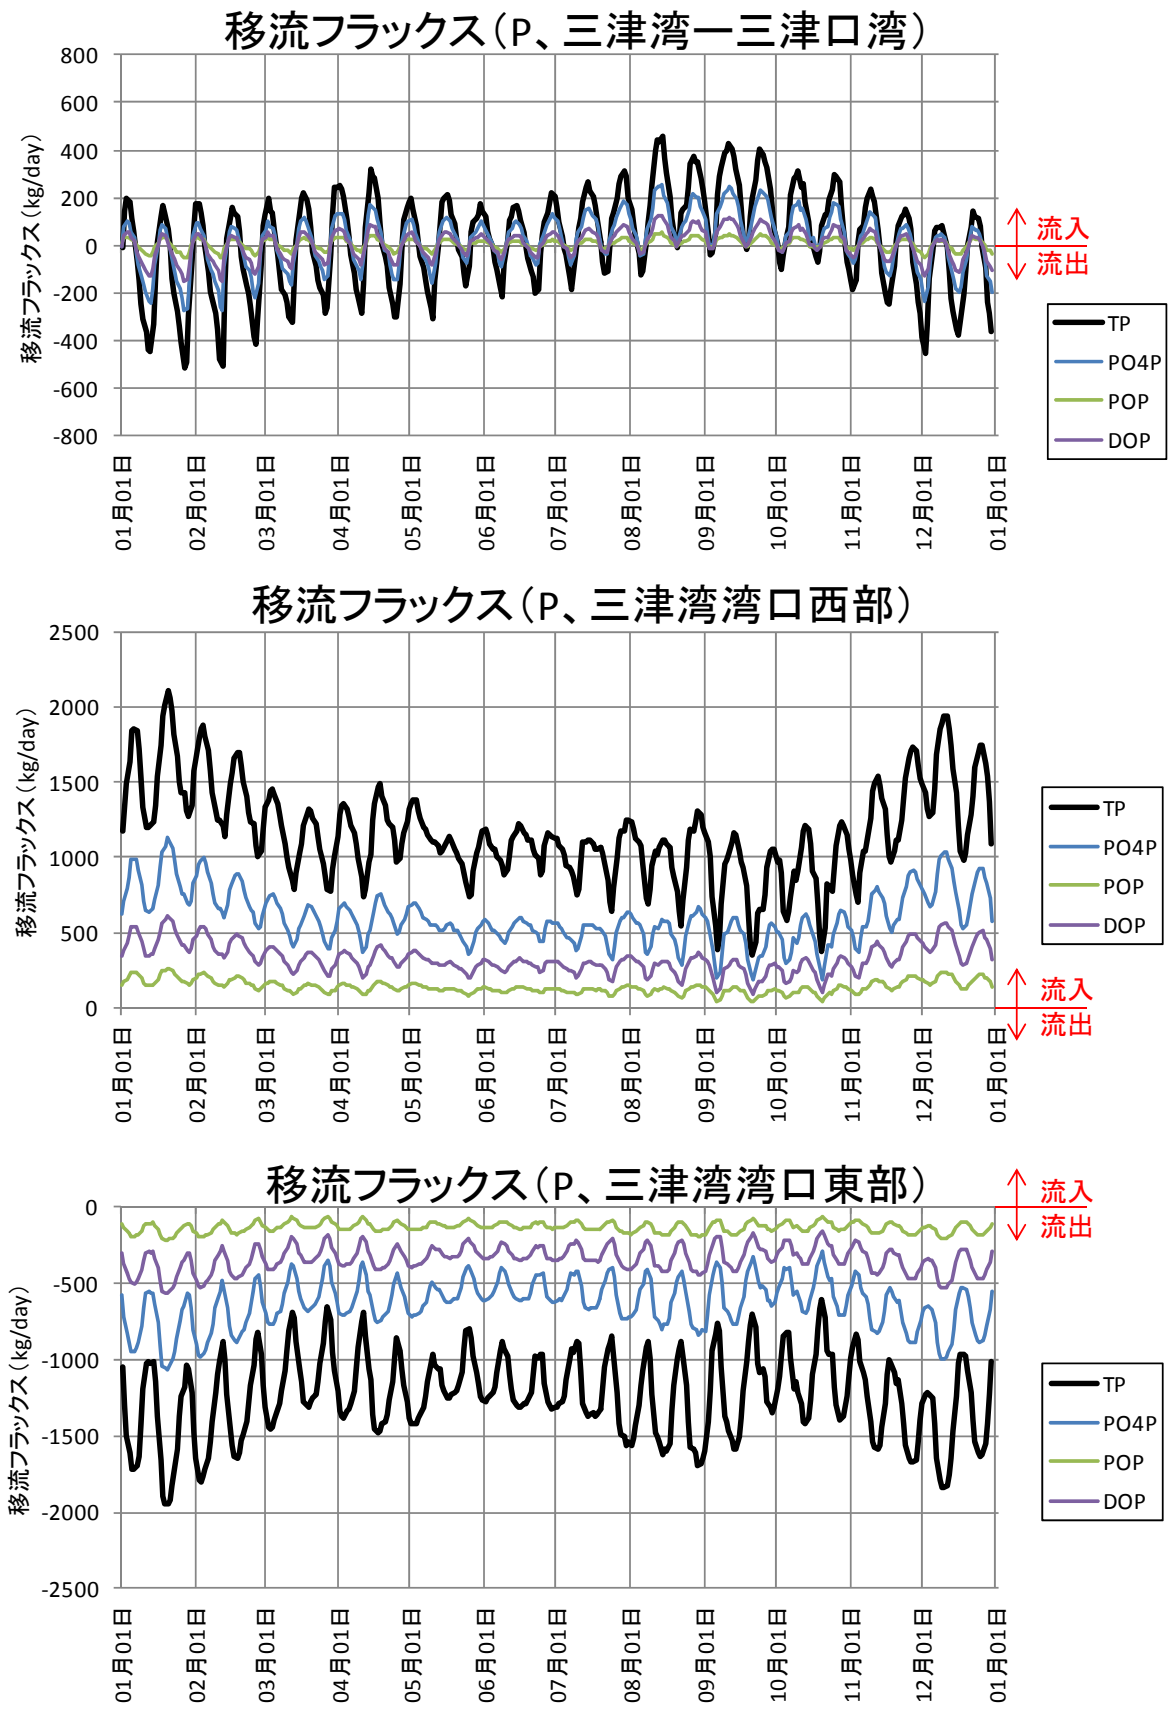 移流フラックス（P、三津湾ー三津口湾）
移流フラックス（kg/day）
800
600
400
200
0
-200
-400
-600
-800
01月01日
02月01日
03月01日
04月01日
05月01日
06月01日
07月01日
08月01日
09月01日
10月01日
11月01日
12月01日
01月01日
流入
流出
TP
PO4P
POP
DOP
移流フラックス（P、三津湾湾口西部）
移流フラックス（kg/day）
2500
2000
1500
1000
500
0
01月01日
02月01日
03月01日
04月01日
05月01日
06月01日
07月01日
08月01日
09月01日
10月01日
11月01日
12月01日
01月01日
TP
PO4P
POP
DOP
流入
流出
移流フラックス（P、三津湾湾口東部）
移流フラックス（kg/day）
0
-500
-1000
-1500
-2000
-2500
01月01日
02月01日
03月01日
04月01日
05月01日
06月01日
07月01日
08月01日
09月01日
10月01日
11月01日
12月01日
01月01日
流入
流出
TP
PO4P
POP
DOP